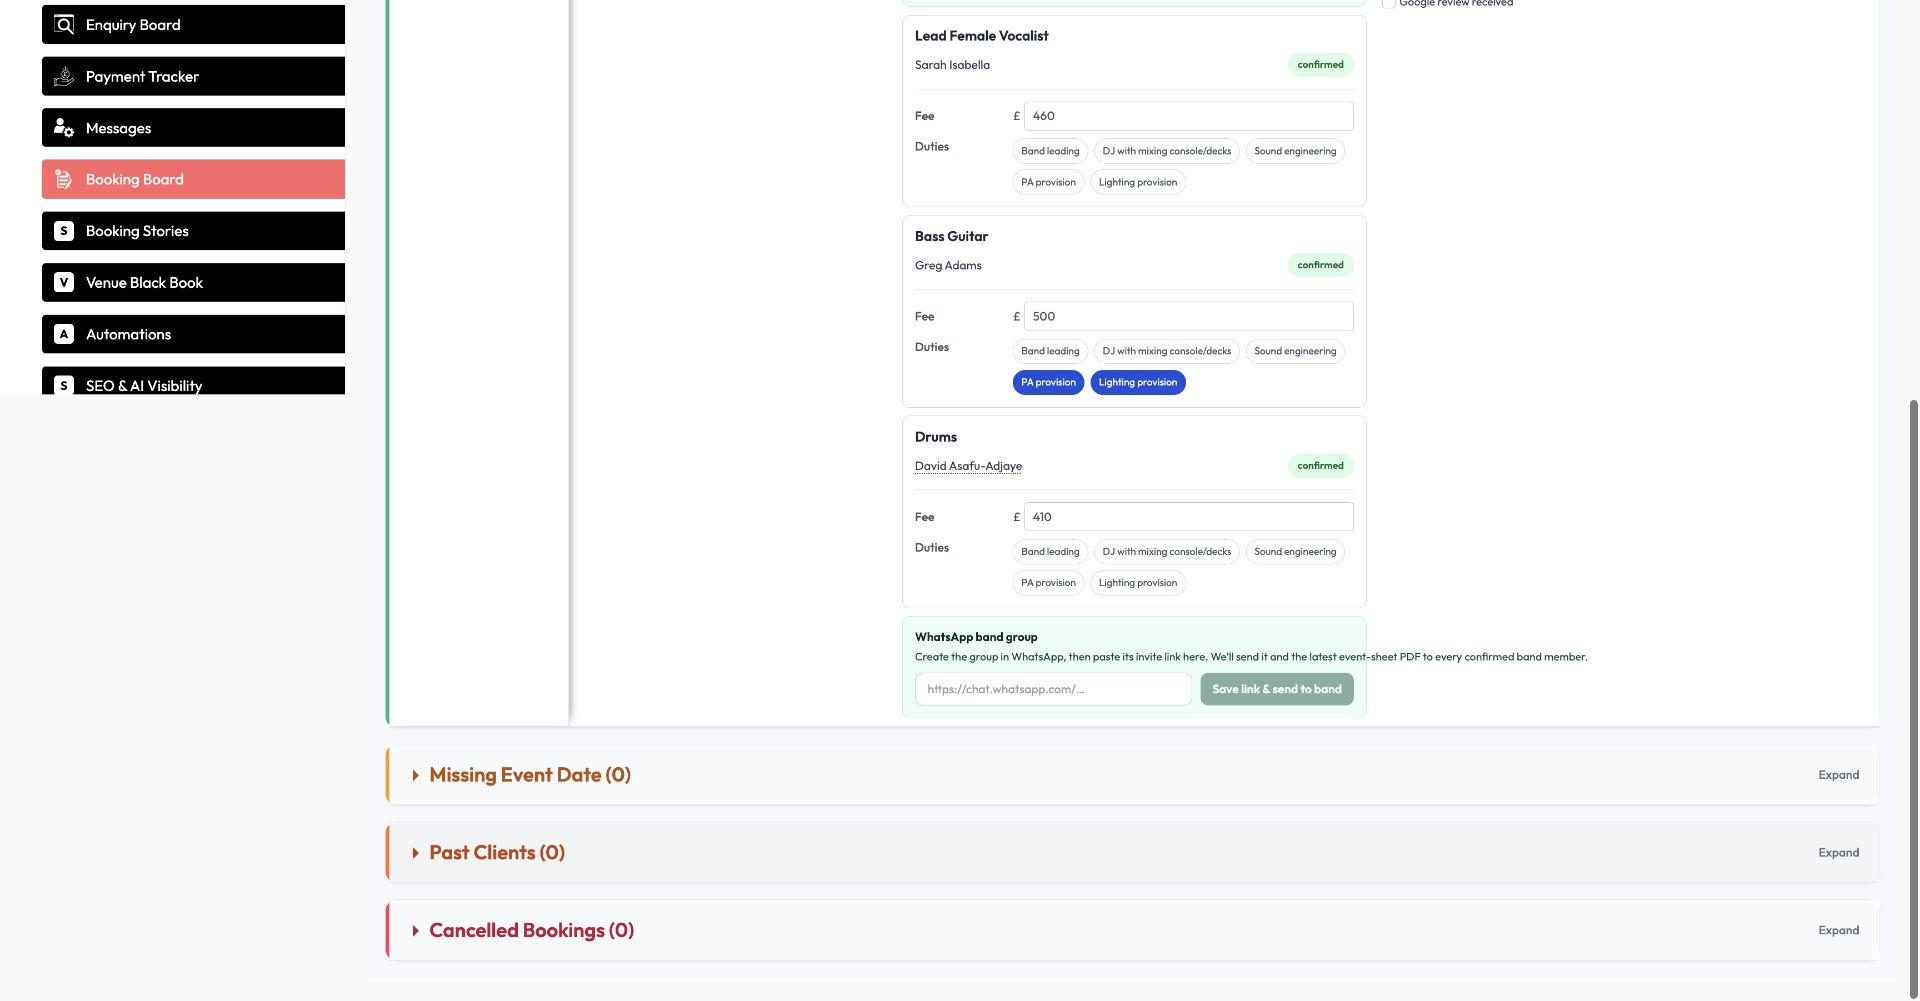 Enquiry Board
Payment Tracker
Messages
Booking Board
S Booking Stories
V Venue Black Book
A Automations
S SEO & AI Visibility
Google review received
Lead Female Vocalist
Sarah Isabella confirmed
Fee £ 460
Duties Band leading DJ with mixing console/decks Sound engineering
PA provision Lighting provision
Bass Guitar
Greg Adams confirmed
Fee £ 500
Duties Band leading DJ with mixing console/decks Sound engineering
PA provision Lighting provision
Drums
David Asafu-Adjaye confirmed
Fee £ 410
Duties Band leading DJ with mixing console/decks Sound engineering
PA provision Lighting provision
WhatsApp band group
Create the group in WhatsApp, then paste its invite link here. We'll send it and the latest event-sheet PDF to every confirmed band member.
https://chat.whatsapp.com/... Save link & send to band
Missing Event Date (0) Expand
Past Clients (0) Expand
Cancelled Bookings (0) Expand